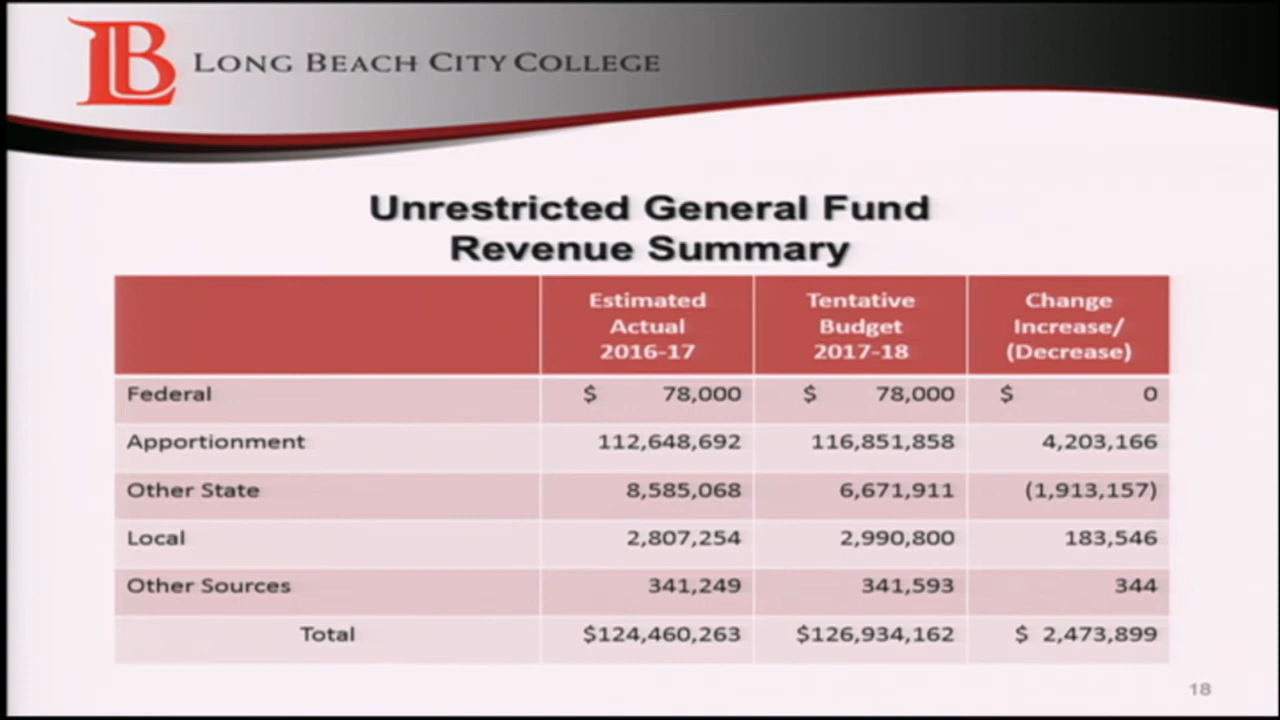 LB LONG BEACH CITY COLLEGE
Unrestricted General Fund
Revenue Summary
Estimated Actual 2016-17 Tentative Budget 2017-18 Change Increase/ (Decrease)
Federal $ 78,000 $ 78,000 $ 0
Apportionment 112,648,692 116,851,858 4,203,166
Other State 8,585,068 6,671,911 (1,913,157)
Local 2,807,254 2,990,800 183,546
Other Sources 341,249 341,593 344
Total $124,460,263 $126,934,162 $ 2,473,899
18